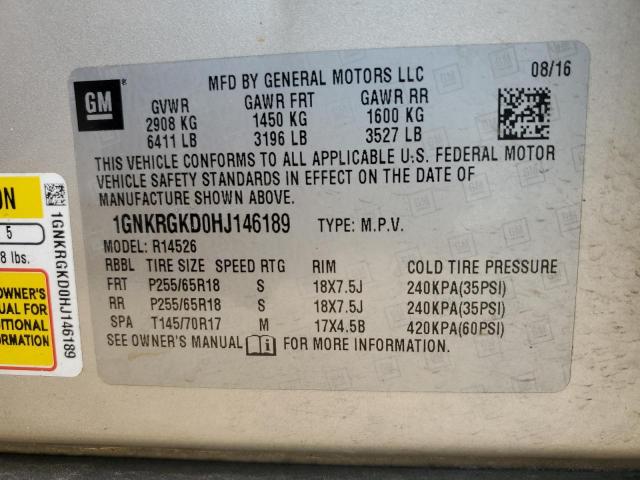 GM
MFD BY GENERAL MOTORS LLC 08/16
GVWR GAWR FRT GAWR RR
2908 KG 1450 KG 1600 KG
6411 LB 3196 LB 3527 LB
THIS VEHICLE CONFORMS TO ALL APPLICABLE U.S. FEDERAL MOTOR
VEHICLE SAFETY STANDARDS IN EFFECT ON THE DATE OF
MANUFACTURE SHOWN ABOVE.
1GNKRGKD0HJ146189 TYPE: M.P.V.
MODEL: R14526
RBBL TIRE SIZE SPEED RTG RIM COLD TIRE PRESSURE
FRT P255/65R18 S 18X7.5J 240KPA(35PSI)
RR P255/65R18 S 18X7.5J 240KPA(35PSI)
SPA T145/70R17 M 17X4.5B 420KPA(60PSI)
SEE OWNER'S MANUAL FOR MORE INFORMATION.
ON
5
8 lbs.
OWNER'S
UAL FOR
ITIONAL
RMATION
1GNKRGKD0HJ146189